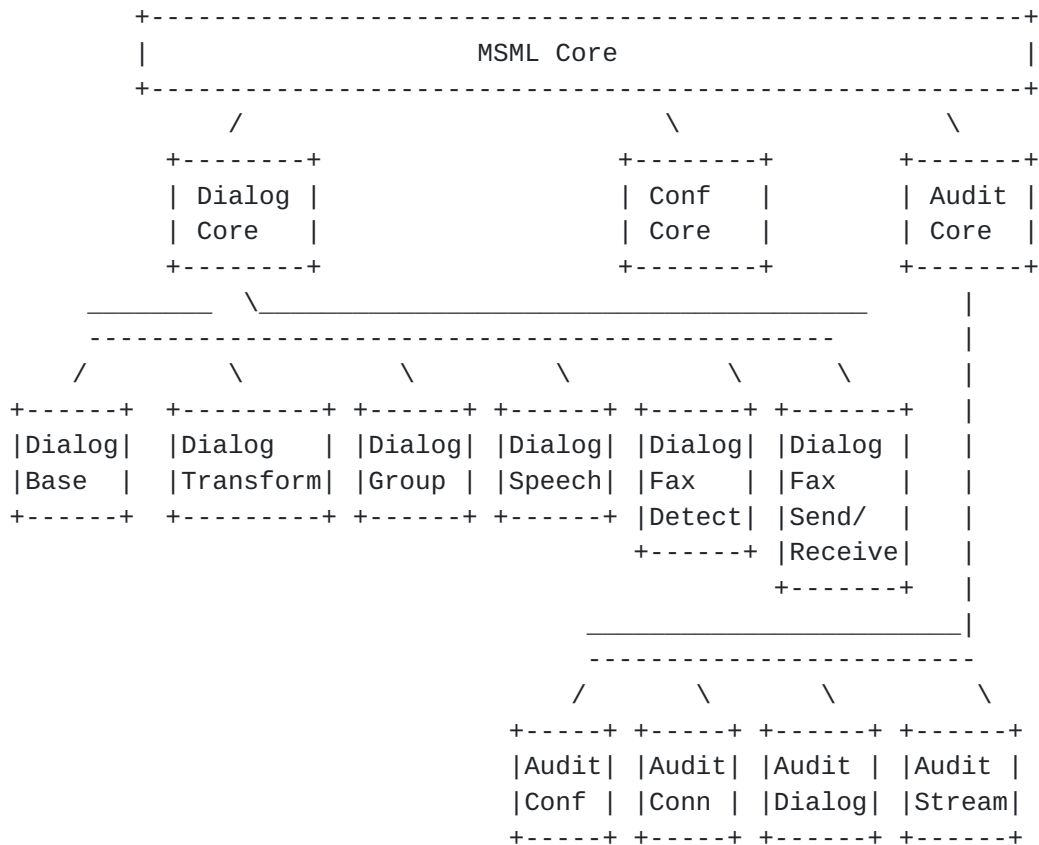 MSML Core
Dialog Conf Audit
Core Core Core
Dialog Dialog Dialog Dialog Dialog Dialog
Base Transform Group Speech Fax Fax
Detect Send/
Receive
Audit Audit Audit Audit
Conf Conn Dialog Stream